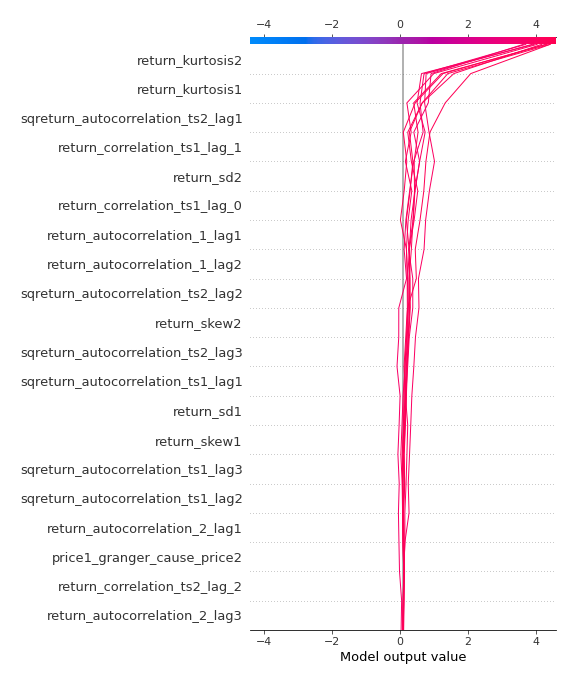 −4 −2 0 2 4
return_kurtosis2
return_kurtosis1
sqreturn_autocorrelation_ts2_lag1
return_correlation_ts1_lag_1
return_sd2
return_correlation_ts1_lag_0
return_autocorrelation_1_lag1
return_autocorrelation_1_lag2
sqreturn_autocorrelation_ts2_lag2
return_skew2
sqreturn_autocorrelation_ts2_lag3
sqreturn_autocorrelation_ts1_lag1
return_sd1
return_skew1
sqreturn_autocorrelation_ts1_lag3
sqreturn_autocorrelation_ts1_lag2
return_autocorrelation_2_lag1
price1_granger_cause_price2
return_correlation_ts2_lag_2
return_autocorrelation_2_lag3
−4 −2 0 2 4
Model output value